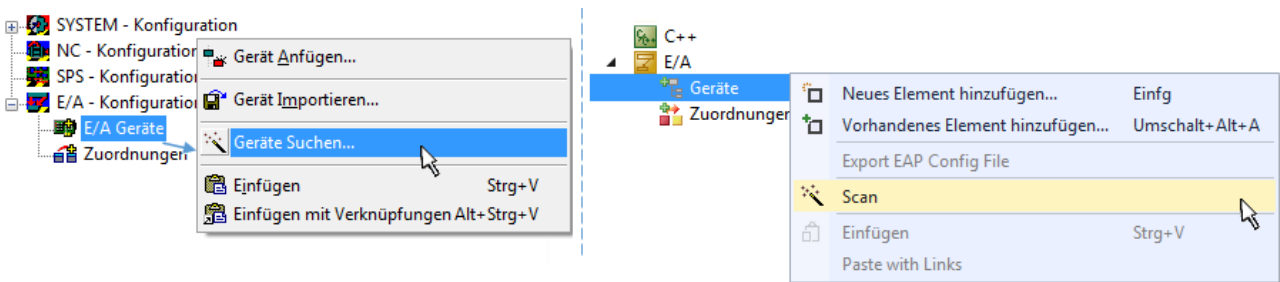 SYSTEM - Konfiguration
NC - Konfiguration
SPS - Konfiguration
E/A - Konfiguration
E/A Geräte
Zuordnungen
Gerät Anfügen...
Gerät Importieren...
Geräte Suchen...
Einfügen Strg+V
Einfügen mit Verknüpfungen Alt+Strg+V
C++
E/A
Geräte
Zuordnungen
Neues Element hinzufügen... Einfg
Vorhandenes Element hinzufügen... Umschalt+Alt+A
Export EAP Config File
Scan
Einfügen Strg+V
Paste with Links